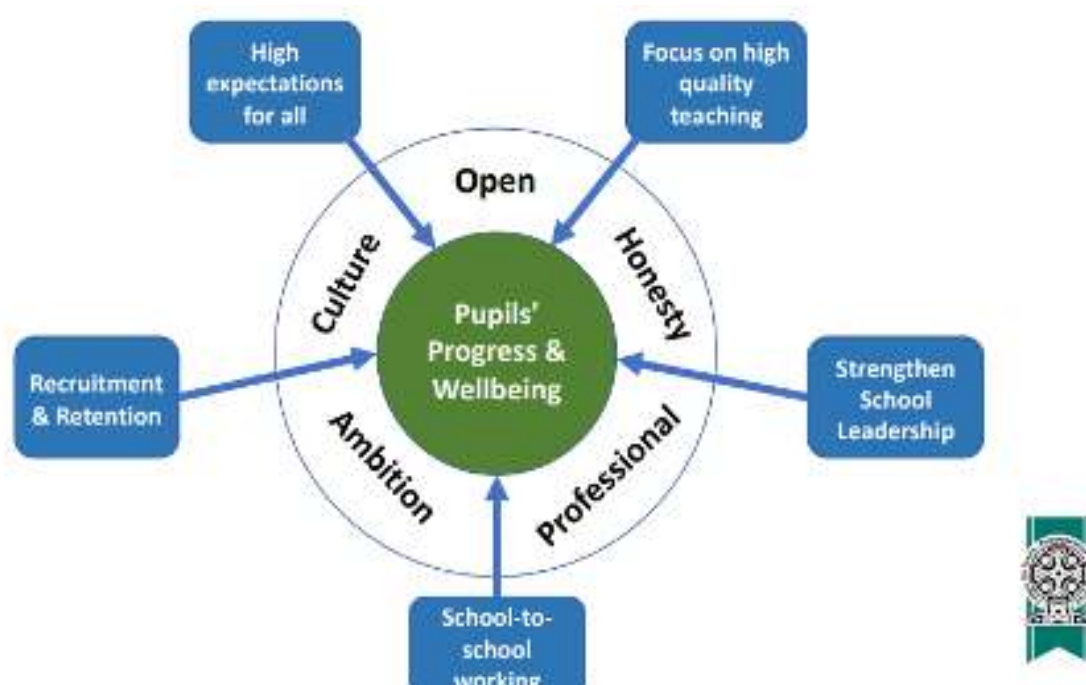 High
expectations
for all
Focus on high
quality
teaching
Open
Culture
Honesty
Pupils'
Progress &
Wellbeing
Recruitment
& Retention
Strengthen
School
Leadership
Ambition
Professional
School-to-
school
working